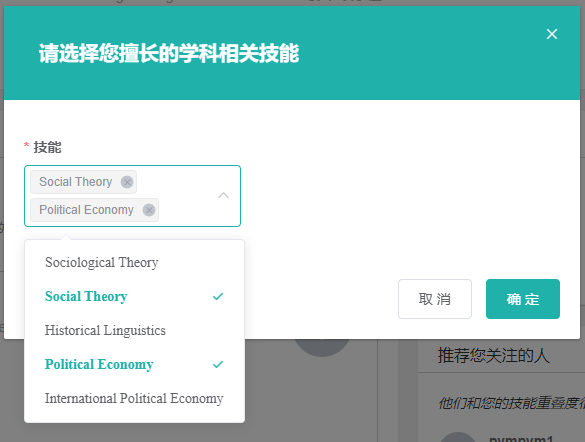 请选择您擅长的学科相关技能
* 技能
Social Theory
Political Economy
Sociological Theory
Social Theory
Historical Linguistics
Political Economy
International Political Economy
取 消
确 定
推荐您关注的人
他们和您的技能重叠度很
pympym1